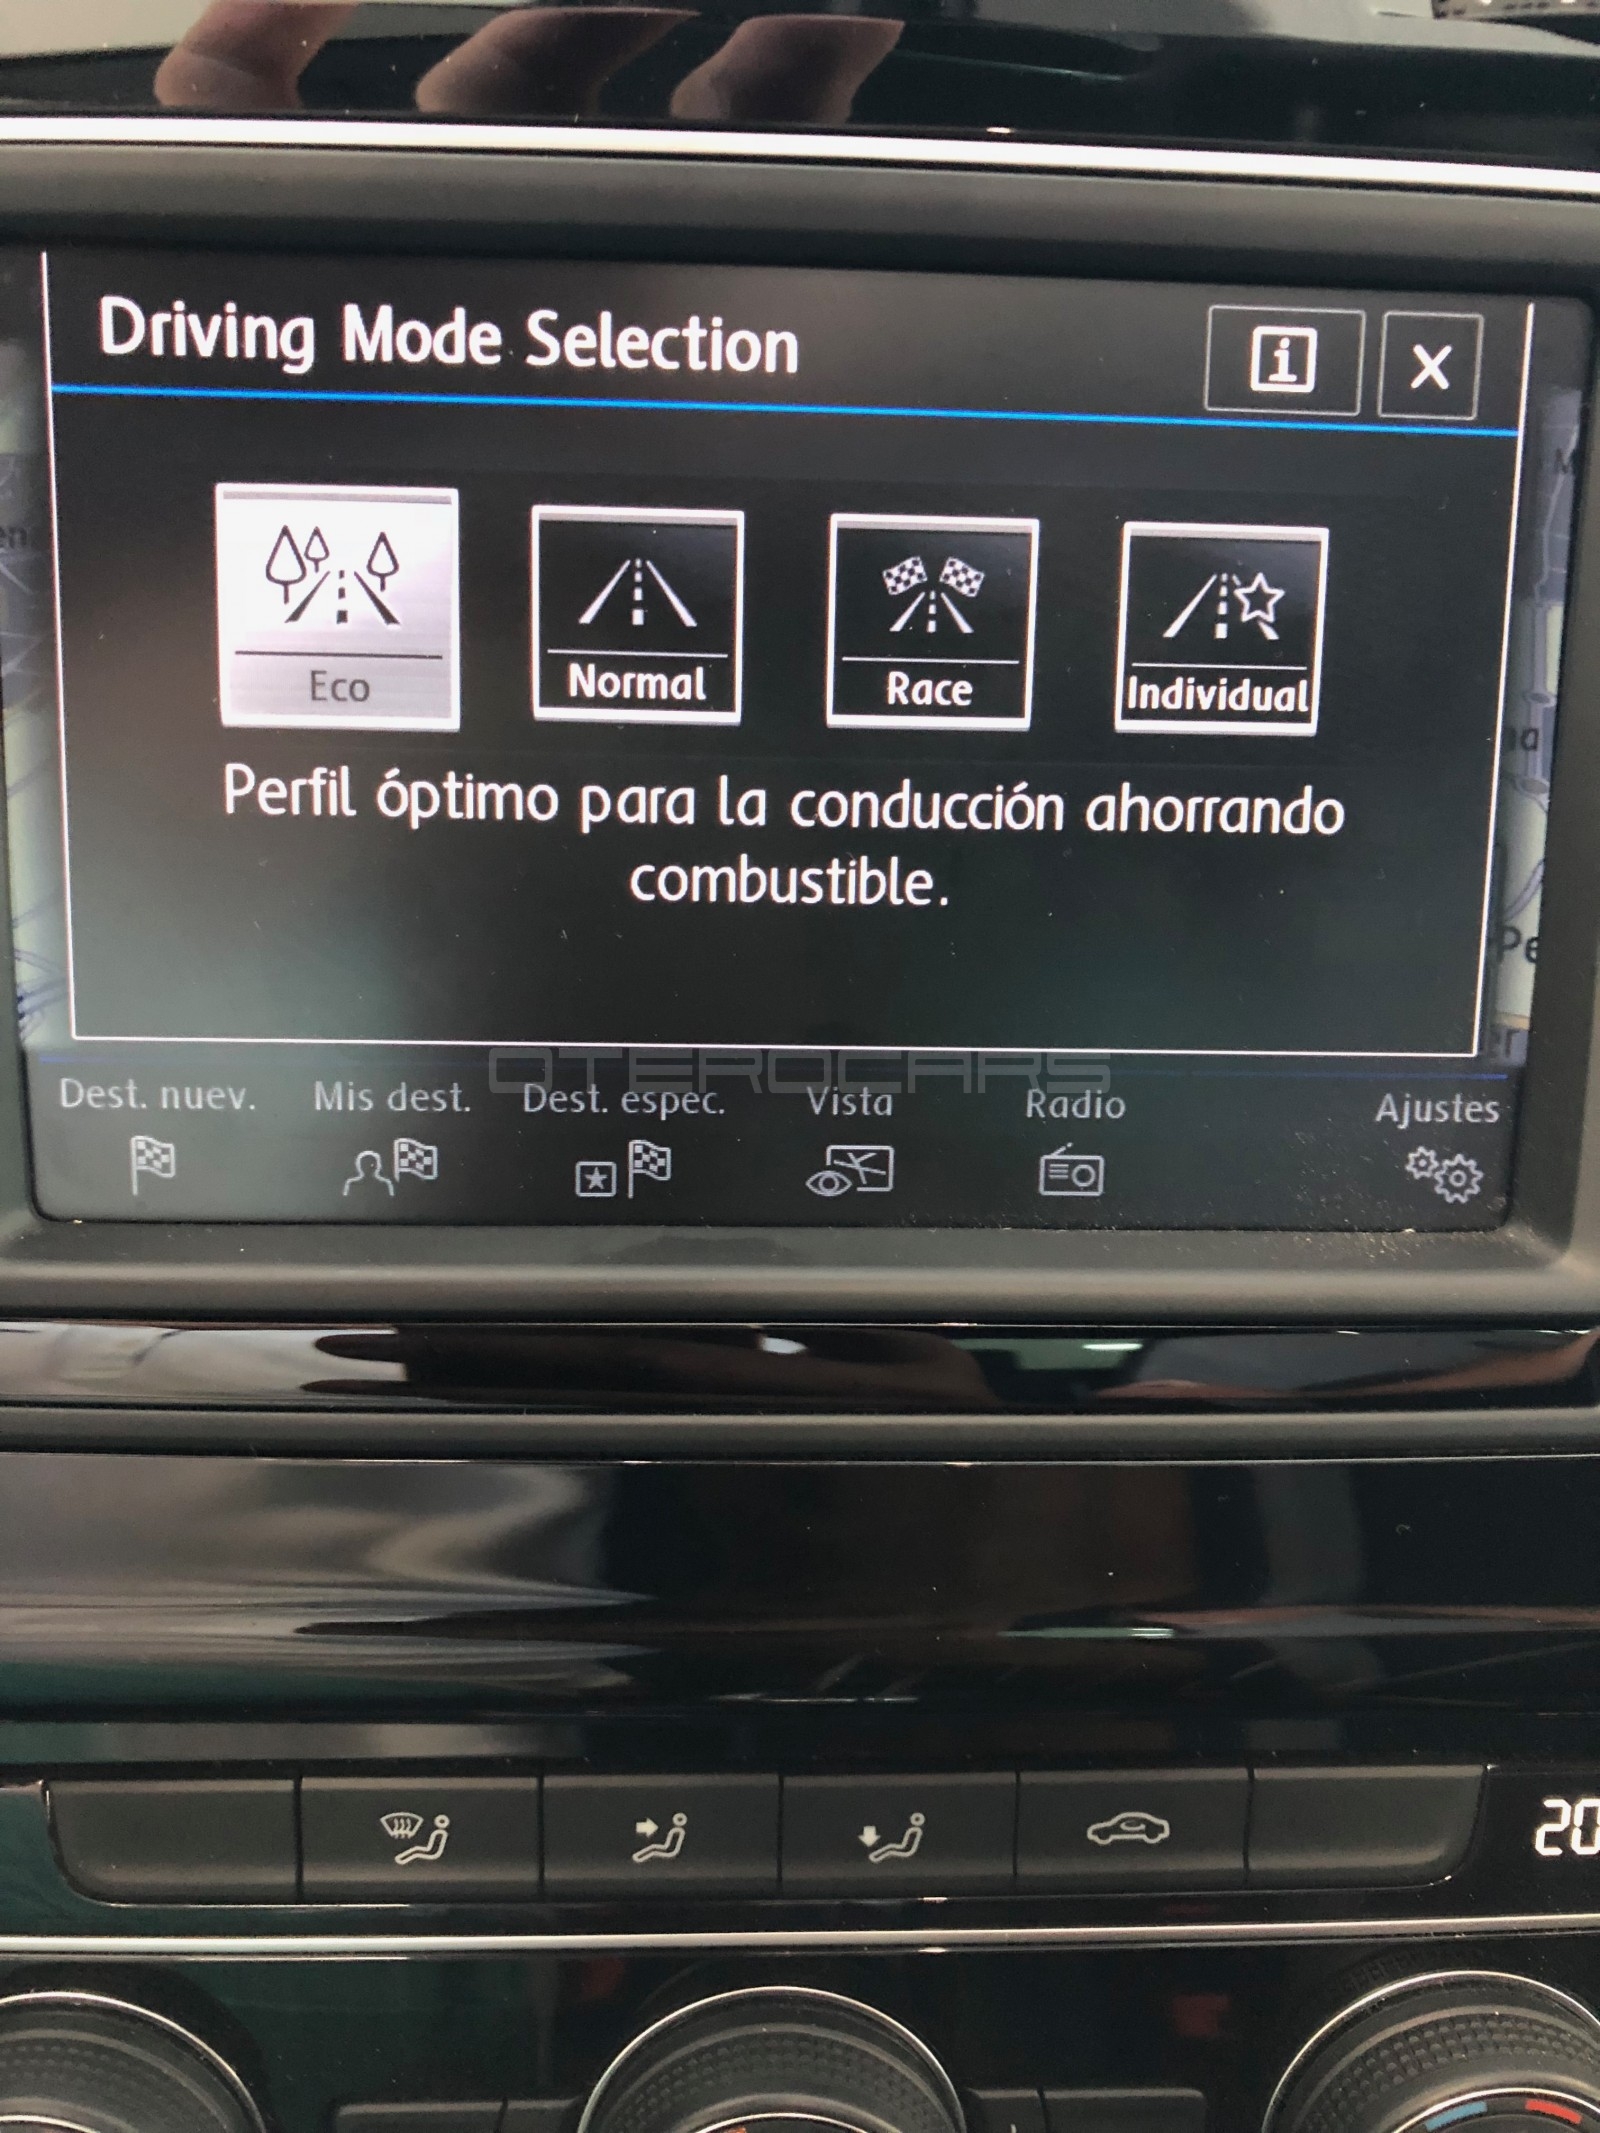 Driving Mode Selection
i X
Eco Normal Race Individual
Perfil óptimo para la conducción ahorrando
combustible.
OTEROCARS
Dest. nuev. Mis dest. Dest. espec. Vista Radio Ajustes
20